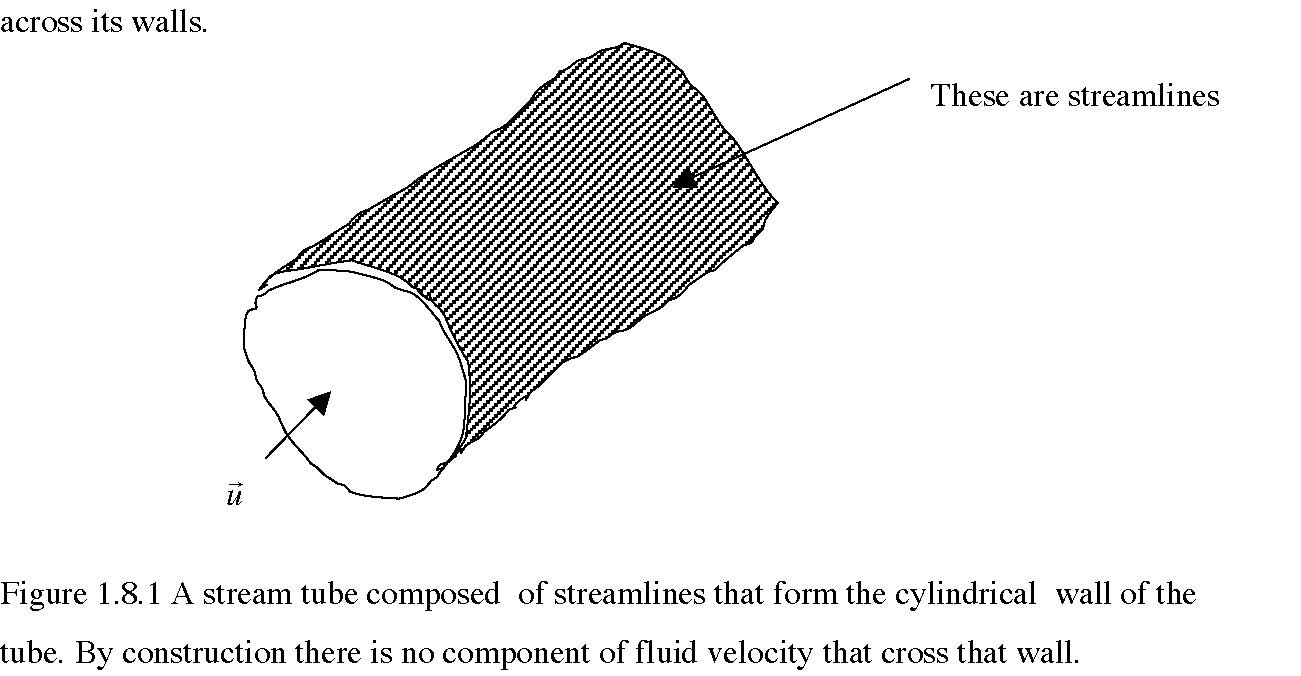 across its walls.
These are streamlines
u⃗
Figure 1.8.1 A stream tube composed of streamlines that form the cylindrical wall of the
tube. By construction there is no component of fluid velocity that cross that wall.